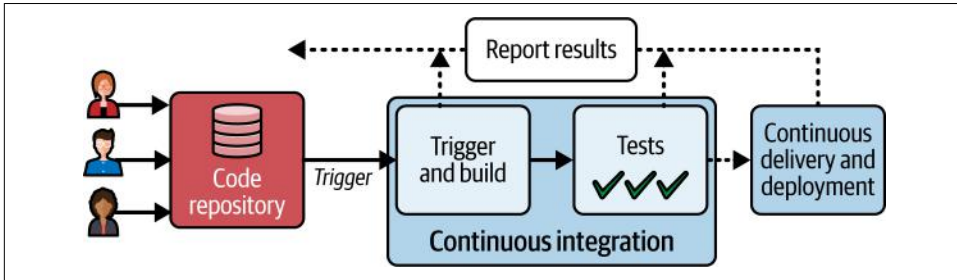 Report results
Code
repository
Trigger
Trigger
and build
Tests
Continuous integration
Continuous
delivery and
deployment